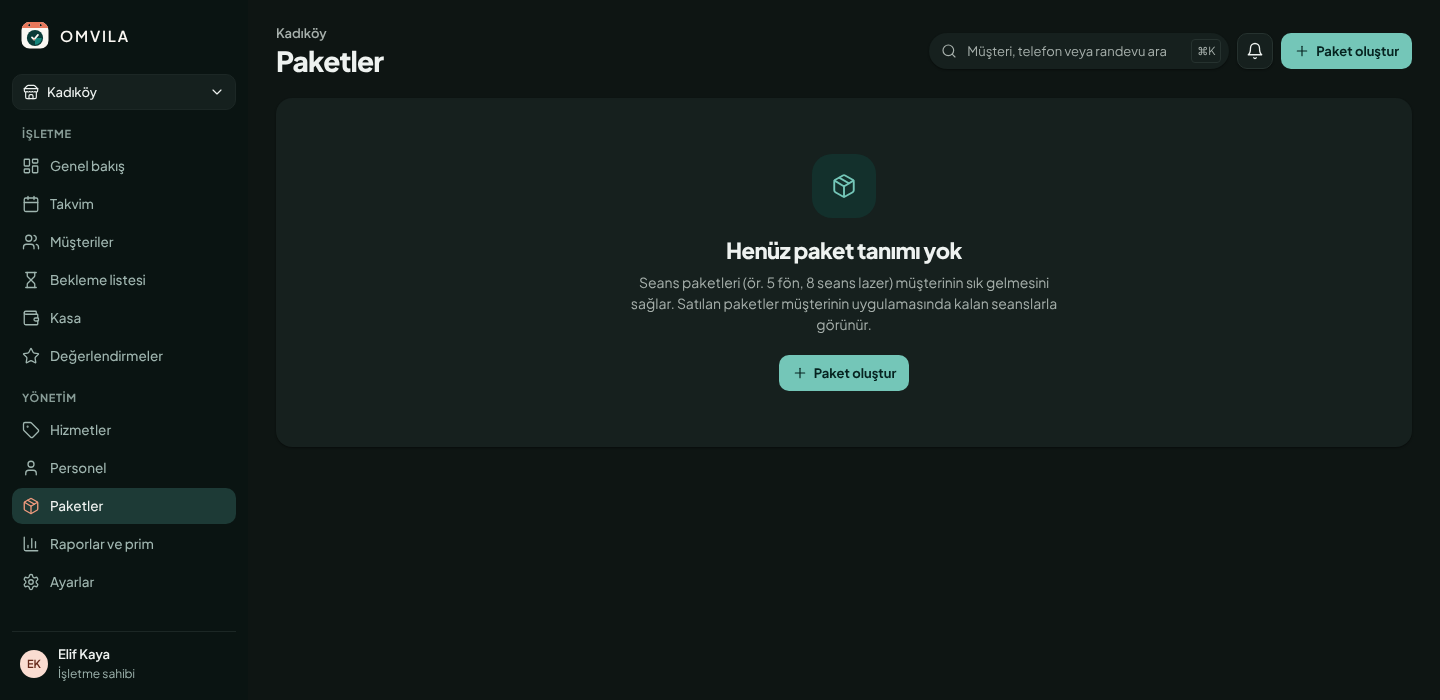 OMVILA
Kadıköy
İŞLETME
Genel bakış
Takvim
Müşteriler
Bekleme listesi
Kasa
Değerlendirmeler
YÖNETİM
Hizmetler
Personel
Paketler
Raporlar ve prim
Ayarlar
EK
Elif Kaya
İşletme sahibi
Kadıköy
Paketler
Müşteri, telefon veya randevu ara
⌘K
Paket oluştur
Henüz paket tanımı yok
Seans paketleri (ör. 5 fön, 8 seans lazer) müşterinin sık gelmesini
sağlar. Satılan paketler müşterinin uygulamasında kalan seanslarla
görünür.
Paket oluştur